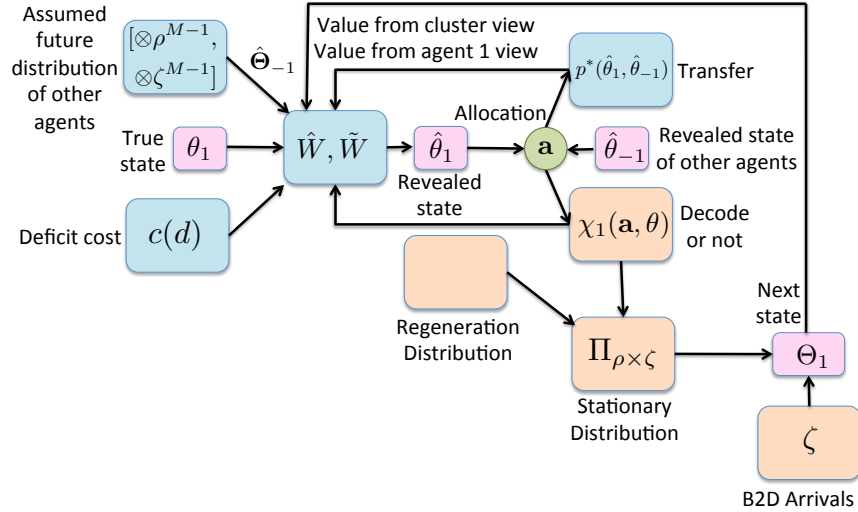 Assumed
future
distribution
of other
agents
[⊗ρ^{M−1},
⊗ζ^{M−1}]
Θ̂_{−1}
Value from cluster view
Value from agent 1 view
p*(θ̂_1, θ̂_{−1})
Transfer
Allocation
True
state
θ_1
Ŵ, W̃
θ̂_1
Revealed
state
a
θ̂_{−1}
Revealed state
of other agents
Deficit cost
c(d)
χ_1(a, θ)
Decode
or not
Regeneration
Distribution
Π_{ρ×ζ}
Stationary
Distribution
Next
state
Θ_1
ζ
B2D Arrivals